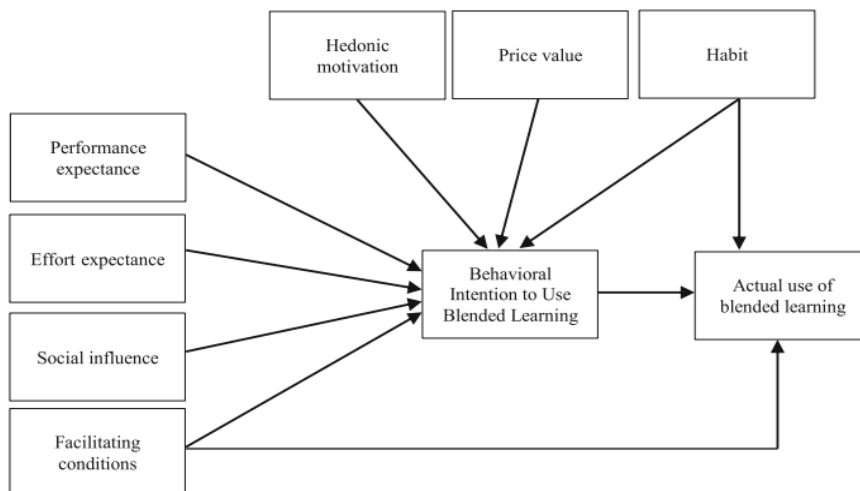 Hedonic
motivation
Price value
Habit
Performance
expectance
Effort expectance
Social influence
Facilitating
conditions
Behavioral
Intention to Use
Blended Learning
Actual use of
blended learning